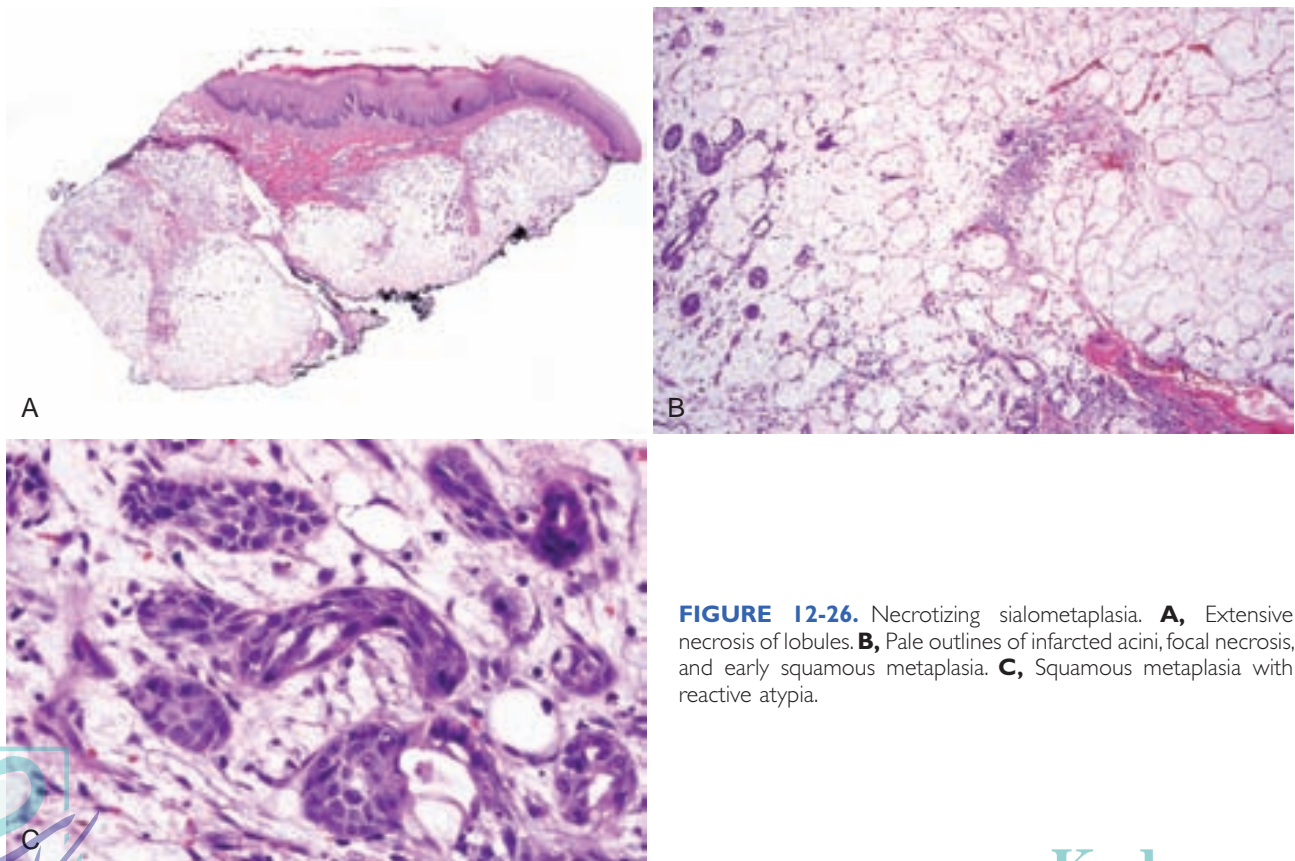 A
B
C
FIGURE 12-26. Necrotizing sialometaplasia. A, Extensive
necrosis of lobules. B, Pale outlines of infarcted acini, focal necrosis,
and early squamous metaplasia. C, Squamous metaplasia with
reactive atypia.